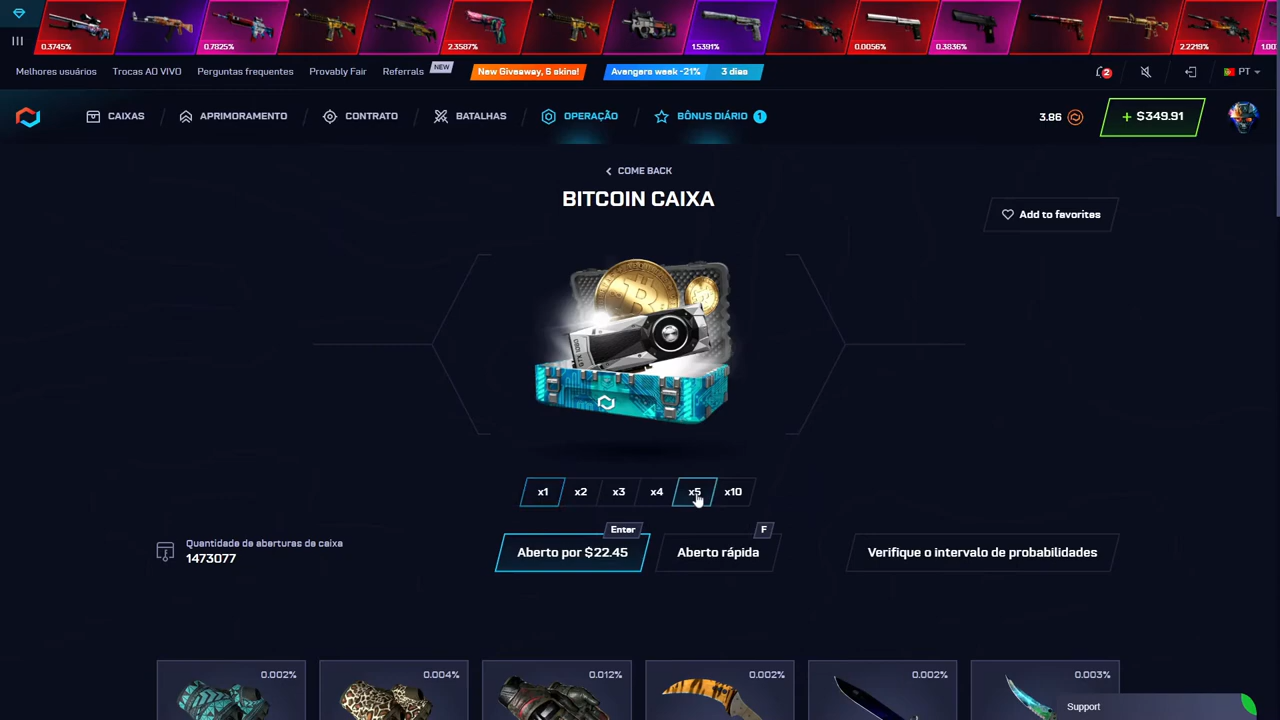 0.3745%
0.7825%
2.3587%
1.5391%
0.0056%
0.3836%
2.2219%
Melhores usuários
Trocas AO VIVO
Perguntas frequentes
Provably Fair
Referrals
NEW
New Giveaway, 6 skins!
Avengers week -21%
3 dias
2
PT
CAIXAS
APRIMORAMENTO
CONTRATO
BATALHAS
OPERAÇÃO
BÔNUS DIÁRIO
1
3.86
+ $349.91
COME BACK
BITCOIN CAIXA
Add to favorites
x1
x2
x3
x4
x5
x10
Quantidade de aberturas da caixa
1473077
Enter
Aberto por $22.45
F
Aberto rápida
Verifique o intervalo de probabilidades
0.002%
0.004%
0.012%
0.002%
0.002%
0.003%
Support